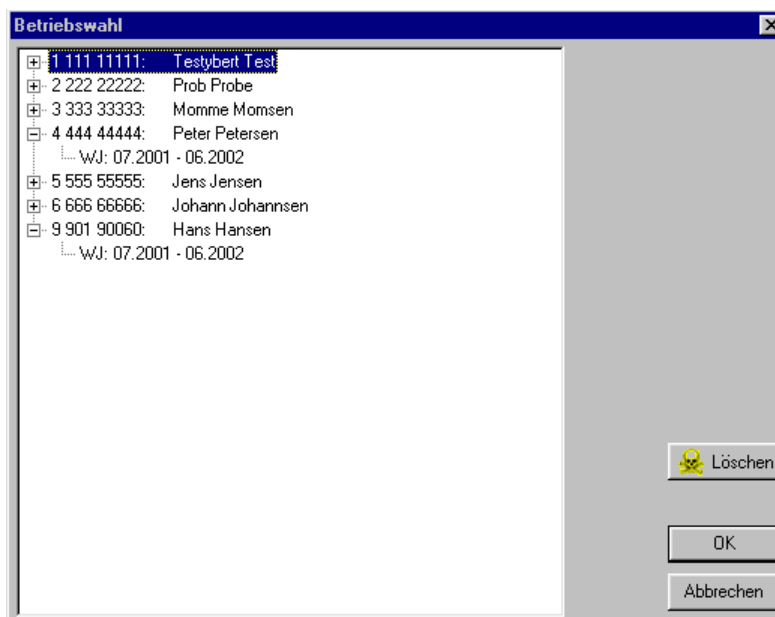 Betriebswahl
1 111 11111: Testybert Test
2 222 22222: Prob Probe
3 333 33333: Momme Momsen
4 444 44444: Peter Petersen
WJ: 07.2001 - 06.2002
5 555 55555: Jens Jensen
6 666 66666: Johann Johannsen
9 901 90060: Hans Hansen
WJ: 07.2001 - 06.2002
Löschen
OK
Abbrechen